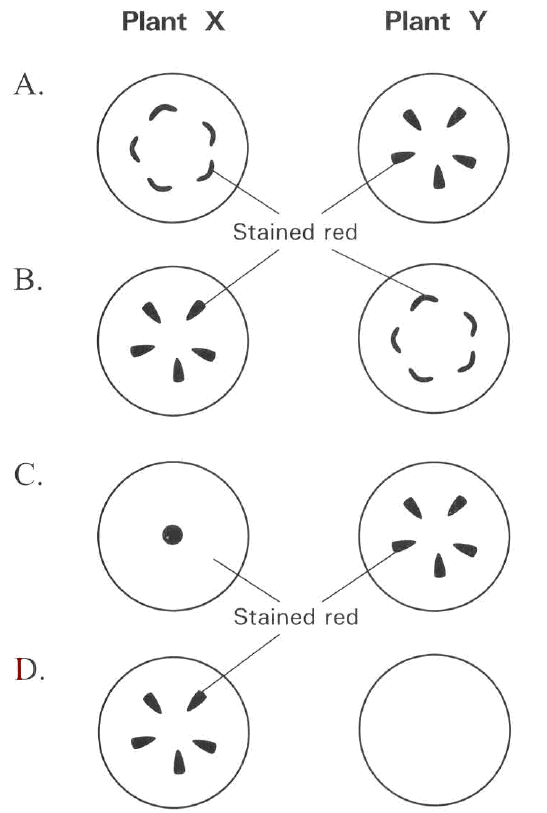 Plant X Plant Y
A.
Stained red
B.
C.
Stained red
D.